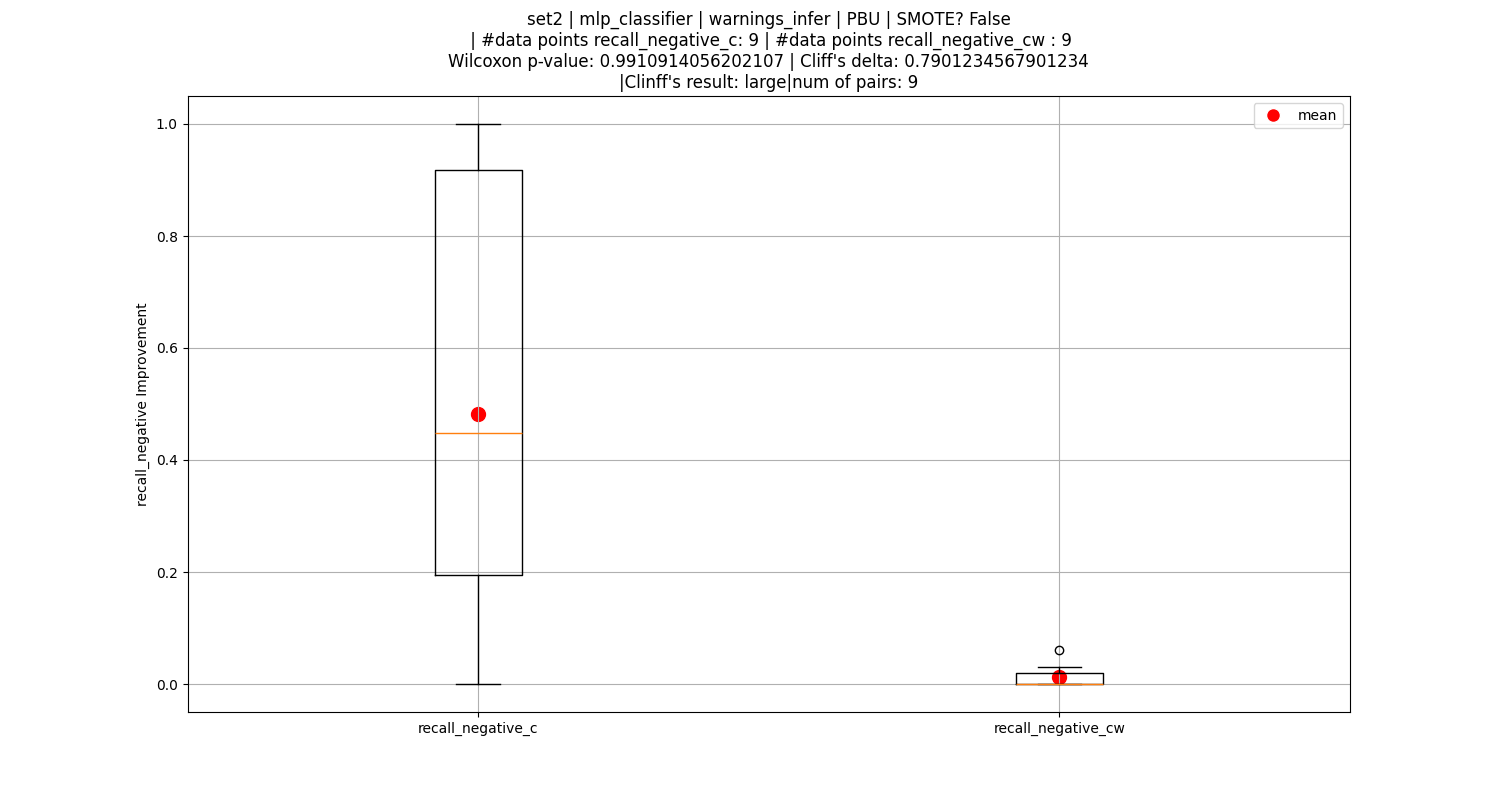 set2 | mlp_classifier | warnings_infer | PBU | SMOTE? False
| #data points recall_negative_c: 9 | #data points recall_negative_cw : 9
Wilcoxon p-value: 0.9910914056202107 | Cliff's delta: 0.7901234567901234
|Clinff's result: large|num of pairs: 9
mean
1.0
0.8
0.6
0.4
0.2
0.0
recall_negative Improvement
recall_negative_c
recall_negative_cw